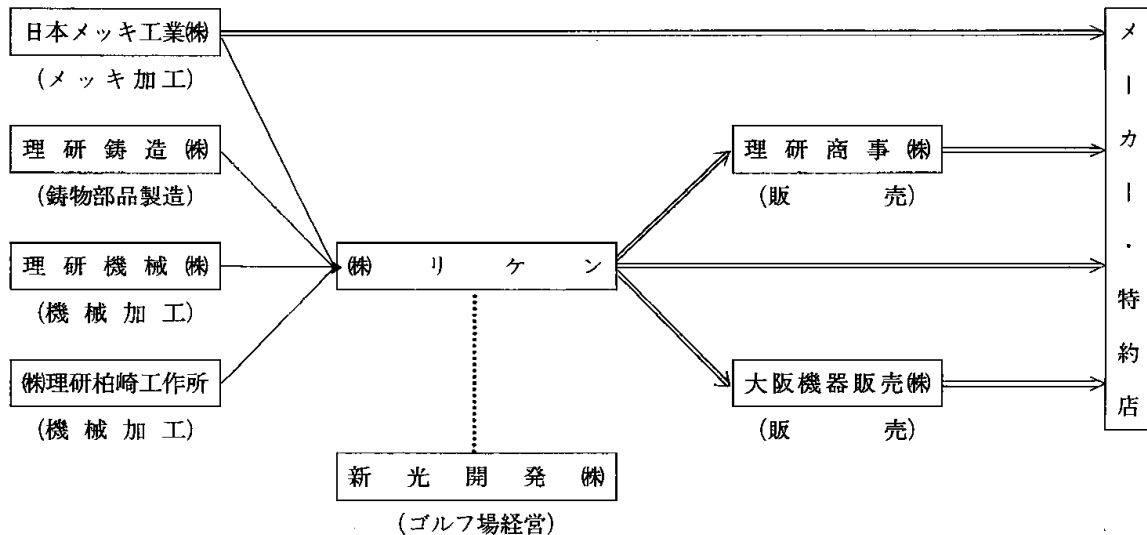 日本メッキ工業㈱
(メッキ加工)
理研鋳造㈱
(鋳物部品製造)
理研機械㈱
(機械加工)
㈱理研柏崎工作所
(機械加工)
㈱リケン
新光開発㈱
(ゴルフ場経営)
理研商事㈱
(販売)
大阪機器販売㈱
(販売)
メーカー・特約店